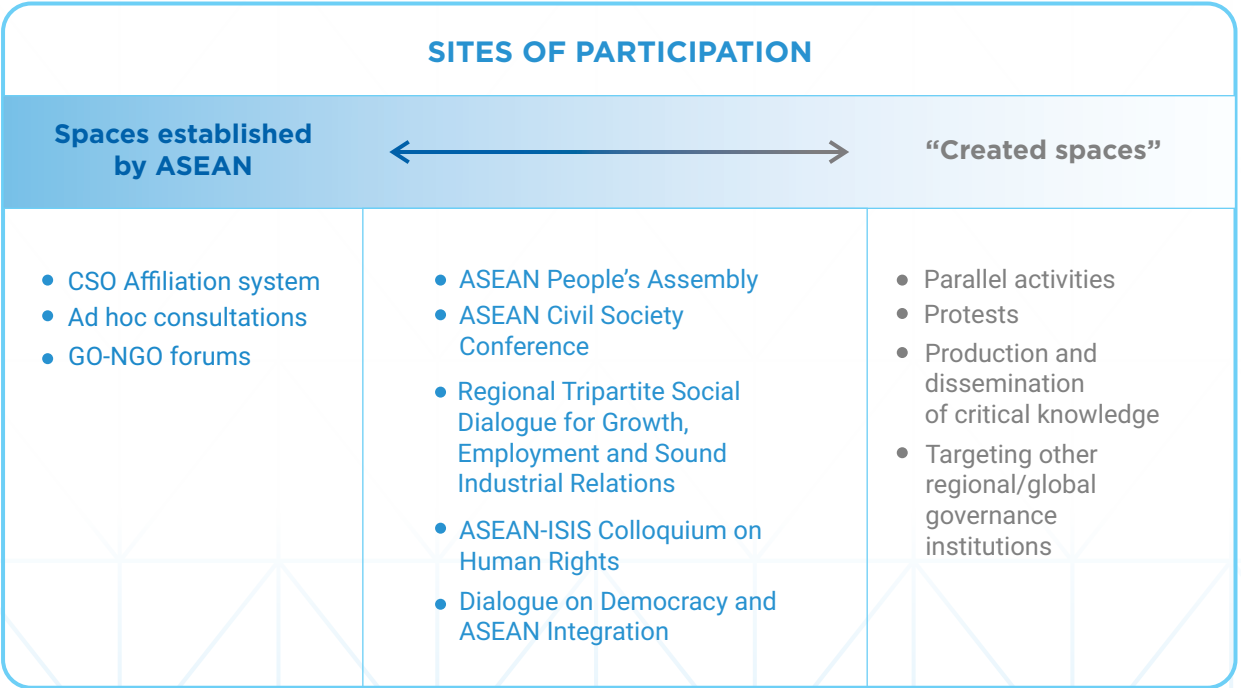 SITES OF PARTICIPATION
Spaces established
by ASEAN
“Created spaces”
• CSO Affiliation system
• Ad hoc consultations
• GO-NGO forums
• ASEAN People’s Assembly
• ASEAN Civil Society
Conference
• Regional Tripartite Social
Dialogue for Growth,
Employment and Sound
Industrial Relations
• ASEAN-ISIS Colloquium on
Human Rights
• Dialogue on Democracy and
ASEAN Integration
• Parallel activities
• Protests
• Production and
dissemination
of critical knowledge
• Targeting other
regional/global
governance
institutions